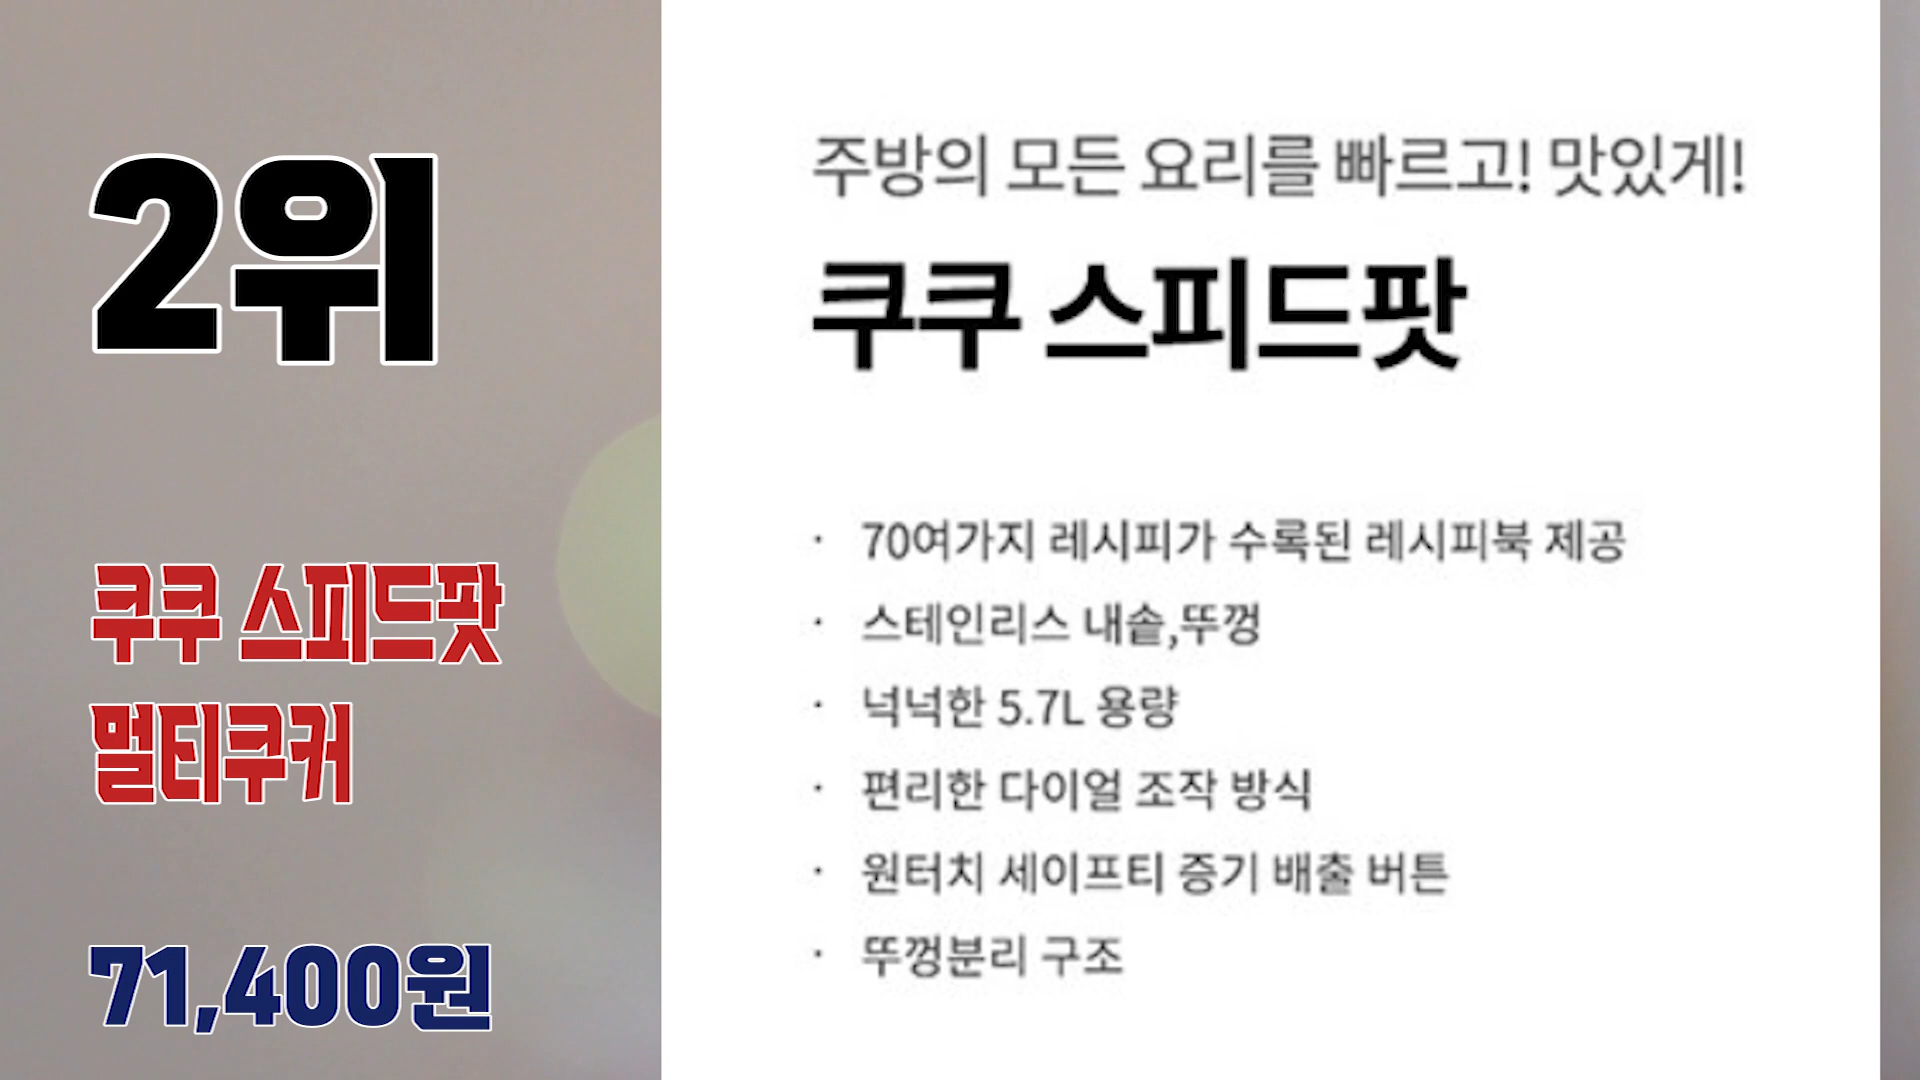 2위
쿠쿠 스피드팟
멀티쿠커
71,400원
주방의 모든 요리를 빠르고! 맛있게!
쿠쿠 스피드팟
· 70여가지 레시피가 수록된 레시피북 제공
· 스테인리스 내솥,뚜껑
· 넉넉한 5.7L 용량
· 편리한 다이얼 조작 방식
· 원터치 세이프티 증기 배출 버튼
· 뚜껑분리 구조